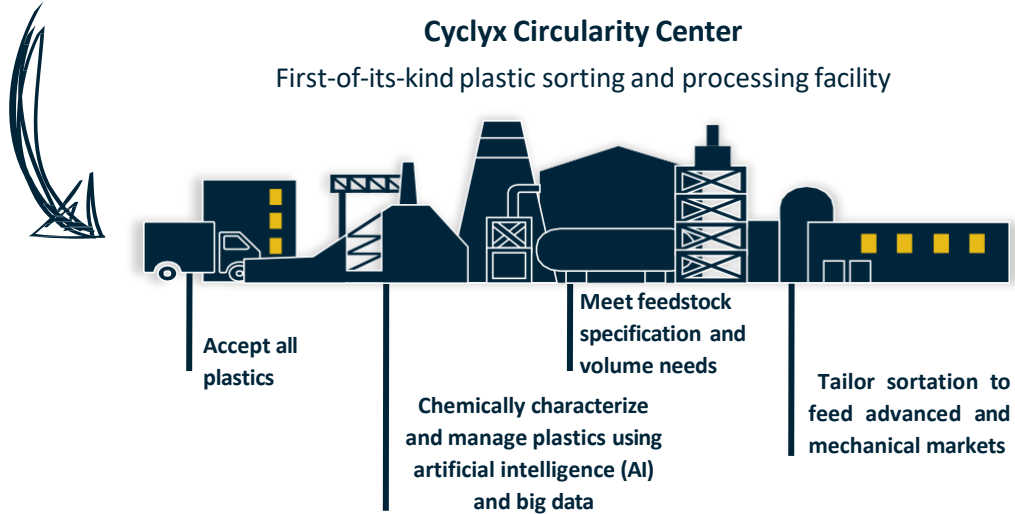 Cyclyx Circularity Center
First-of-its-kind plastic sorting and processing facility
Accept all
plastics
Chemically characterize
and manage plastics using
artificial intelligence (AI)
and big data
Meet feedstock
specification and
volume needs
Tailor sortation to
feed advanced and
mechanical markets